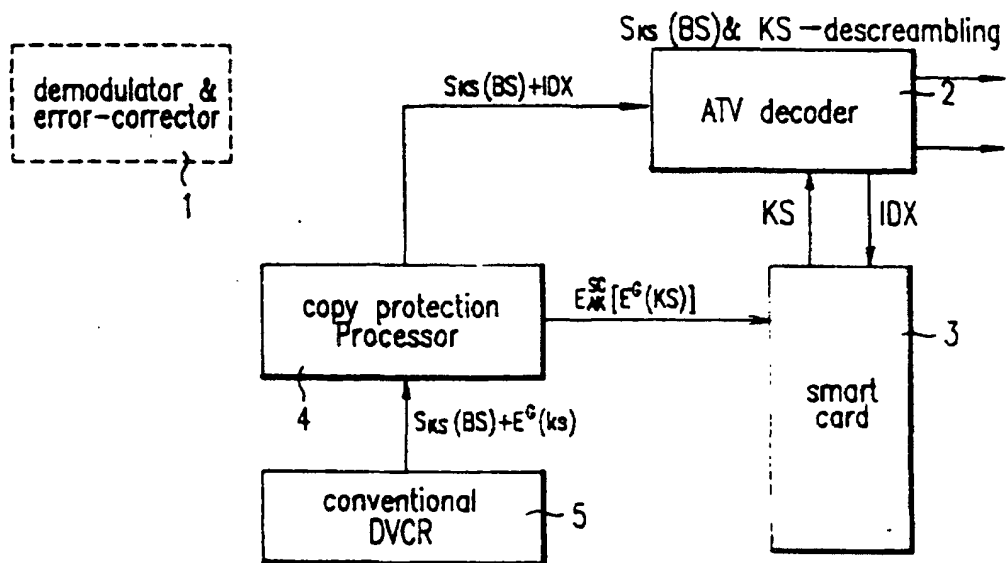 SKS (BS)& KS-descreambling
demodulator &
error-corrector
1
SKS (BS)+IDX
ATV decoder
2
KS
IDX
copy protection
Processor
4
E^SC_AK [E^G(KS)]
smart
card
3
SKS (BS)+E^G(ks)
conventional
DVCR
5